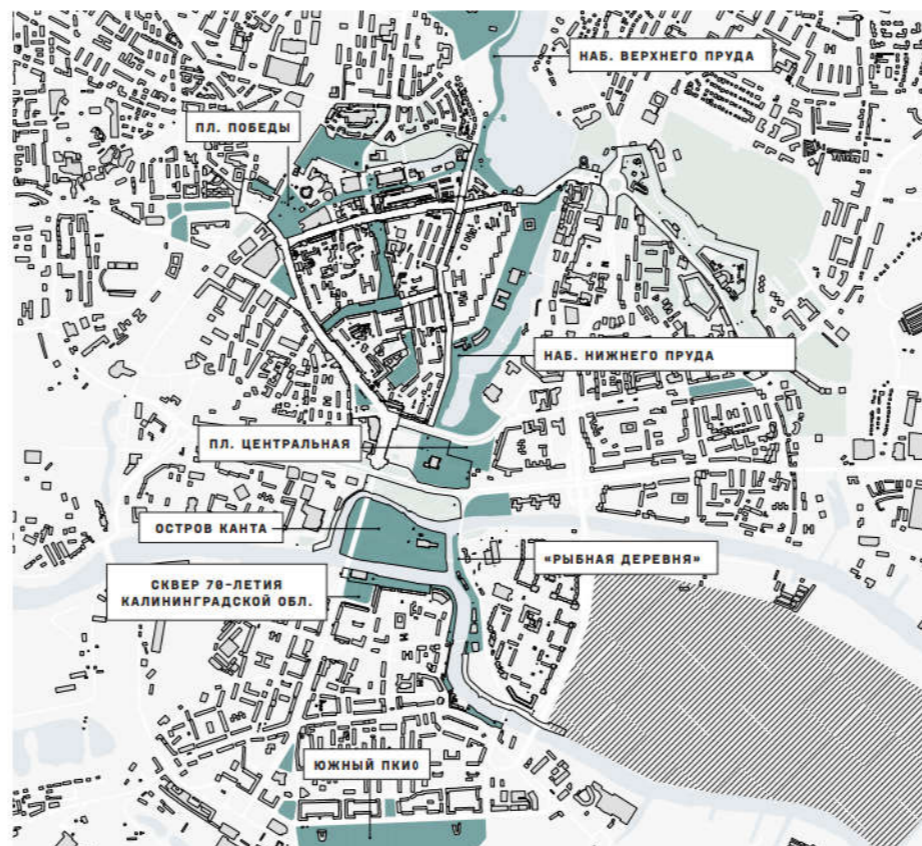 НАБ. ВЕРХНЕГО ПРУДА
ПЛ. ПОБЕДЫ
НАБ. НИЖНЕГО ПРУДА
ПЛ. ЦЕНТРАЛЬНАЯ
ОСТРОВ КАНТА
«РЫБНАЯ ДЕРЕВНЯ»
СКВЕР 70-ЛЕТИЯ
КАЛИНИНГРАДСКОЙ ОБЛ.
ЮЖНЫЙ ПКИО